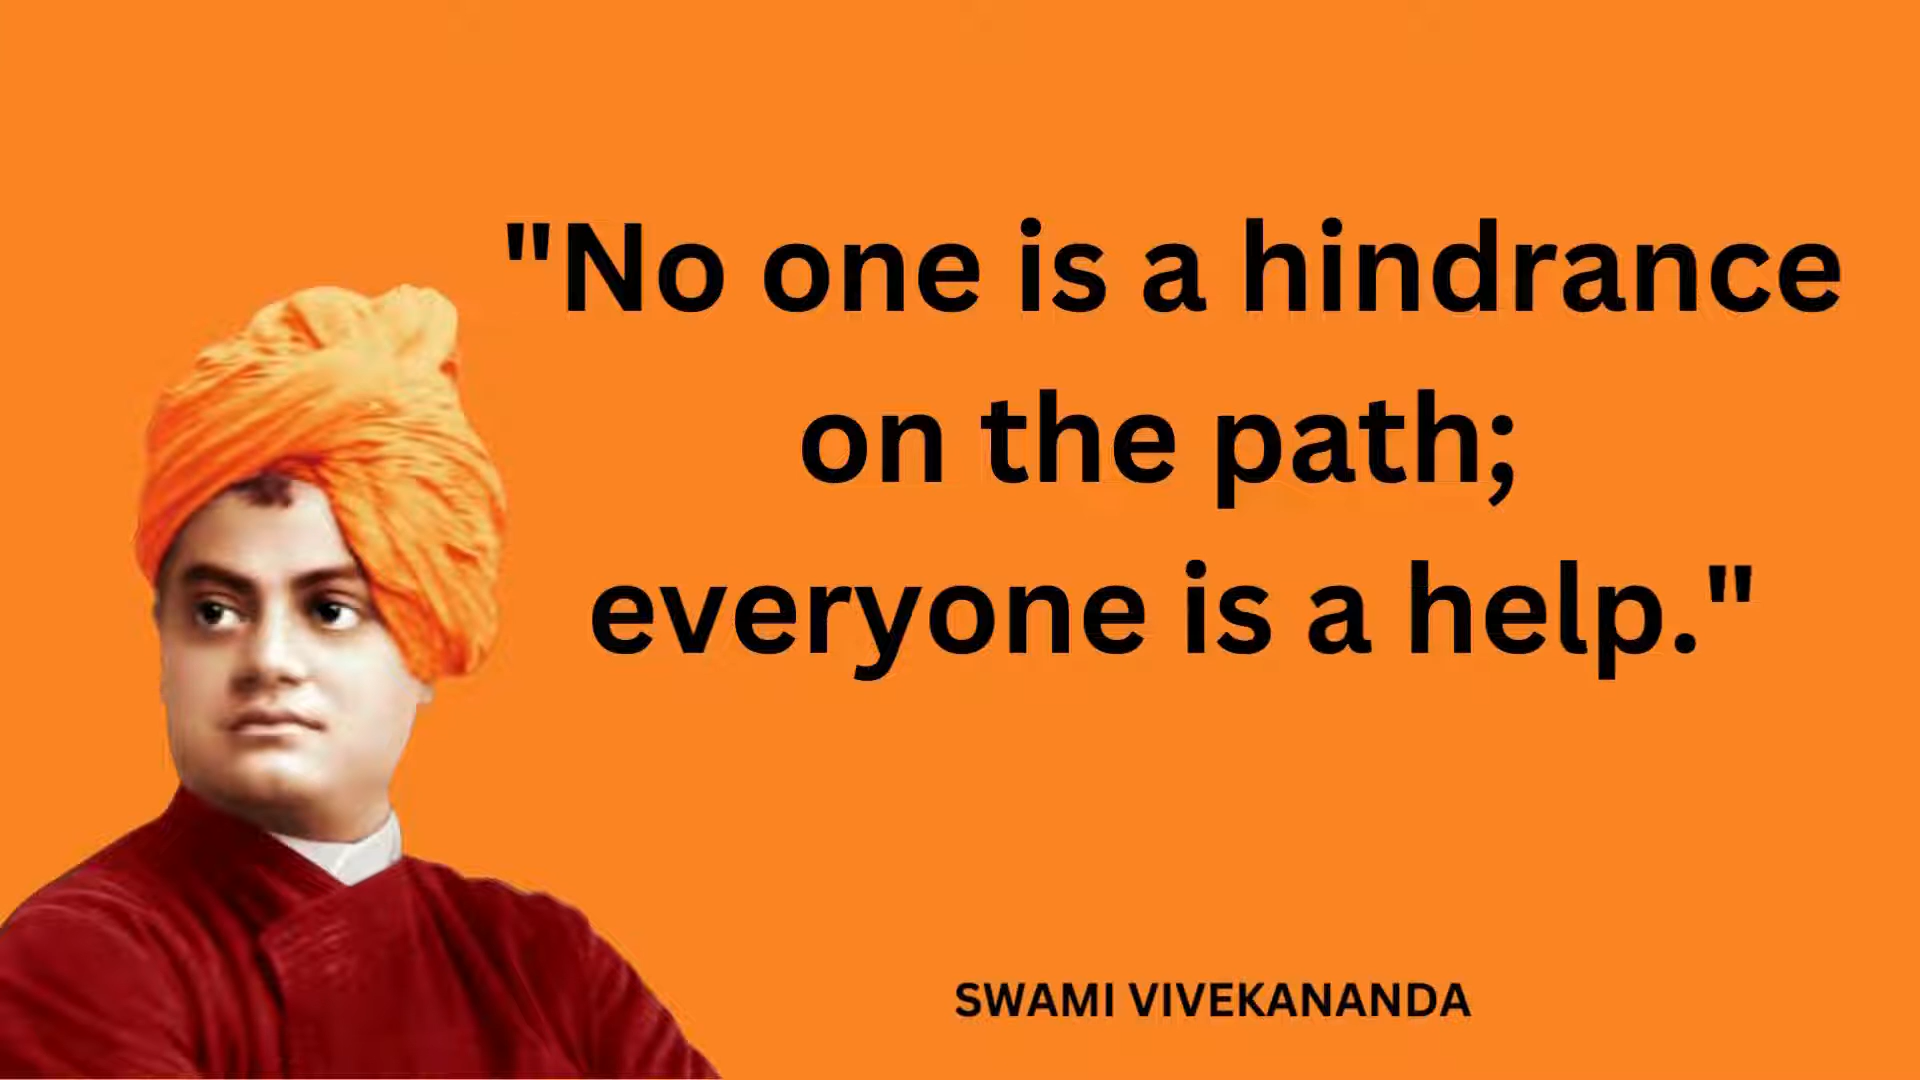 "No one is a hindrance
on the path;
everyone is a help."
SWAMI VIVEKANANDA